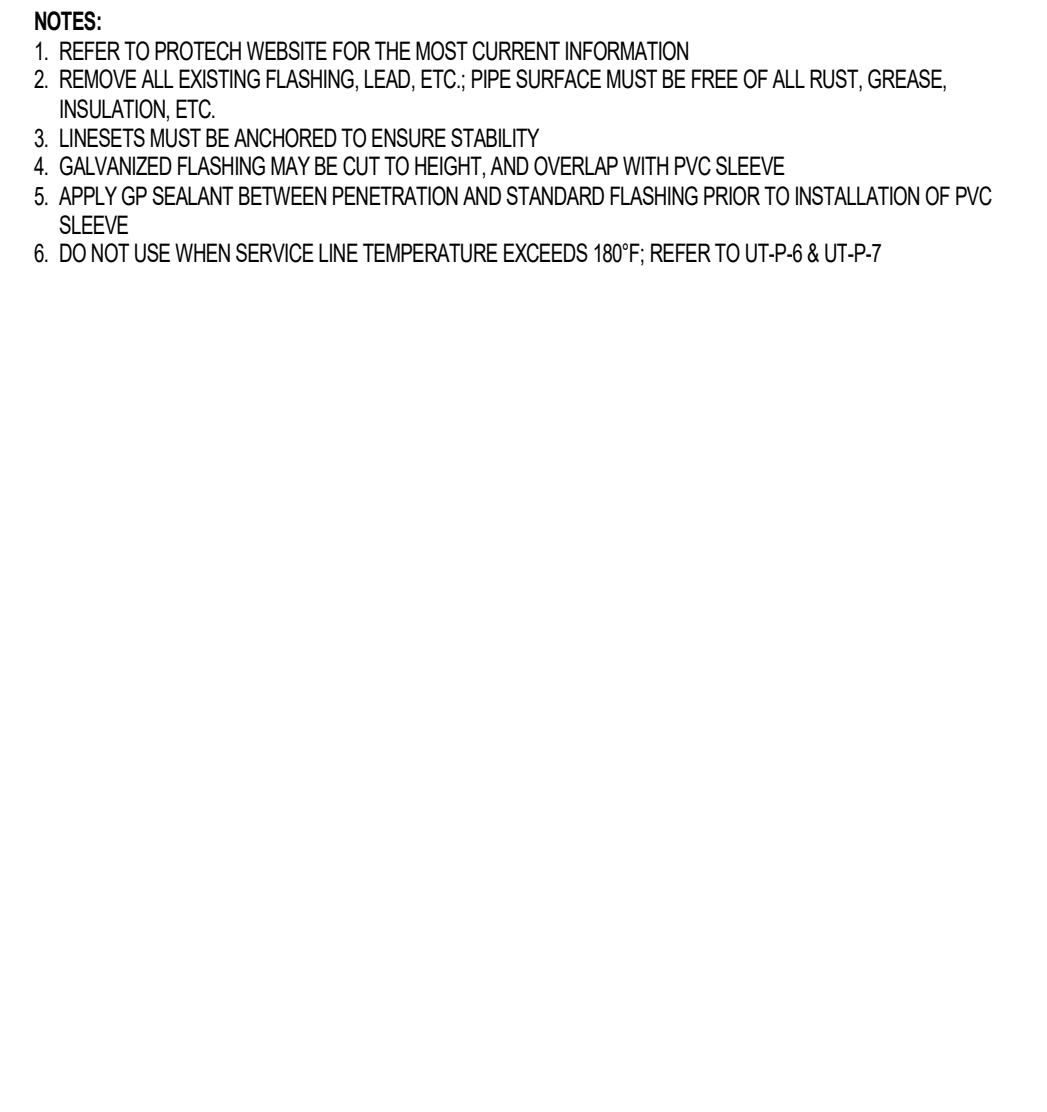 NOTES:
1. REFER TO PROTECH WEBSITE FOR THE MOST CURRENT INFORMATION
2. REMOVE ALL EXISTING FLASHING, LEAD, ETC.; PIPE SURFACE MUST BE FREE OF ALL RUST, GREASE,
INSULATION, ETC.
3. LINESETS MUST BE ANCHORED TO ENSURE STABILITY
4. GALVANIZED FLASHING MAY BE CUT TO HEIGHT, AND OVERLAP WITH PVC SLEEVE
5. APPLY GP SEALANT BETWEEN PENETRATION AND STANDARD FLASHING PRIOR TO INSTALLATION OF PVC
SLEEVE
6. DO NOT USE WHEN SERVICE LINE TEMPERATURE EXCEEDS 180°F; REFER TO UT-P-6 & UT-P-7